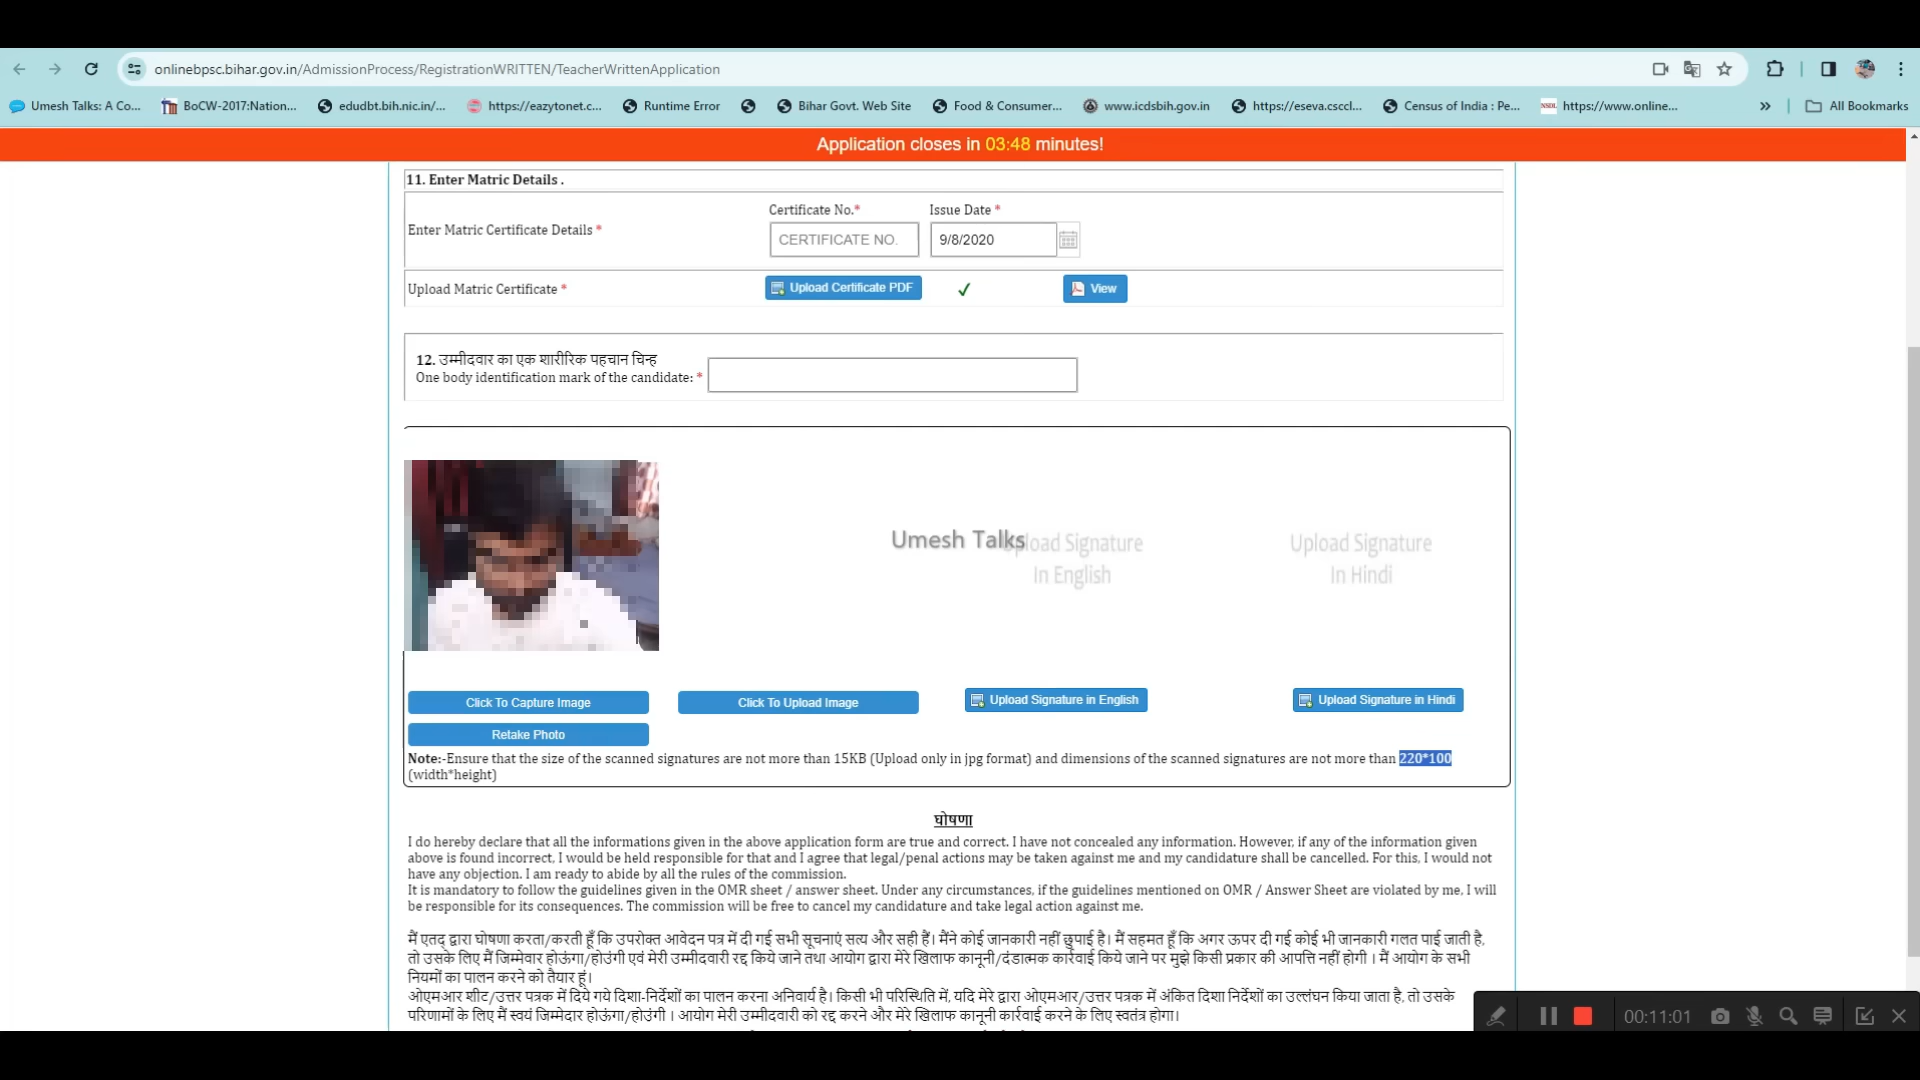 onlinebpsc.bihar.gov.in/AdmissionProcess/RegistrationWRITTEN/TeacherWrittenApplication
Umesh Talks: A Co... BoCW-2017:Nation... edudbt.bih.nic.in/... https://eazytonet.c... Runtime Error Bihar Govt. Web Site Food & Consumer... www.icdsbih.gov.in https://eseva.csccl... Census of India : Pe... NSDL https://www.online... » All Bookmarks
Application closes in 03:48 minutes!
11. Enter Matric Details .
Certificate No.* Issue Date *
Enter Matric Certificate Details * CERTIFICATE NO. 9/8/2020
Upload Matric Certificate * Upload Certificate PDF ✓ View
12. उम्मीदवार का एक शारीरिक पहचान चिन्ह
One body identification mark of the candidate: *
Umesh Talks
Upload Signature Upload Signature
In English In Hindi
Click To Capture Image Click To Upload Image Upload Signature in English Upload Signature in Hindi
Retake Photo
Note:-Ensure that the size of the scanned signatures are not more than 15KB (Upload only in jpg format) and dimensions of the scanned signatures are not more than 220*100
(width*height)
घोषणा
I do hereby declare that all the informations given in the above application form are true and correct. I have not concealed any information. However, if any of the information given
above is found incorrect, I would be held responsible for that and I agree that legal/penal actions may be taken against me and my candidature shall be cancelled. For this, I would not
have any objection. I am ready to abide by all the rules of the commission.
It is mandatory to follow the guidelines given in the OMR sheet / answer sheet. Under any circumstances, if the guidelines mentioned on OMR / Answer Sheet are violated by me, I will
be responsible for its consequences. The commission will be free to cancel my candidature and take legal action against me.
मैं एतद् द्वारा घोषणा करता/करती हूँ कि उपरोक्त आवेदन पत्र में दी गई सभी सूचनाएं सत्य और सही हैं। मैंने कोई जानकारी नहीं छुपाई है। मैं सहमत हूँ कि अगर ऊपर दी गई कोई भी जानकारी गलत पाई जाती है,
तो उसके लिए मैं जिम्मेवार होऊंगा/होउंगी एवं मेरी उम्मीदवारी रद्द किये जाने तथा आयोग द्वारा मेरे खिलाफ कानूनी/दंडात्मक कार्रवाई किये जाने पर मुझे किसी प्रकार की आपत्ति नहीं होगी । मैं आयोग के सभी
नियमों का पालन करने को तैयार हूं।
ओएमआर शीट/उत्तर पत्रक में दिये गये दिशा-निर्देशों का पालन करना अनिवार्य है। किसी भी परिस्थिति में, यदि मेरे द्वारा ओएमआर/उत्तर पत्रक में अंकित दिशा निर्देशों का उल्लंघन किया जाता है, तो उसके
परिणामों के लिए मैं स्वयं जिम्मेदार होऊंगा/होउंगी । आयोग मेरी उम्मीदवारी को रद्द करने और मेरे खिलाफ कानूनी कार्रवाई करने के लिए स्वतंत्र होगा।
00:11:01